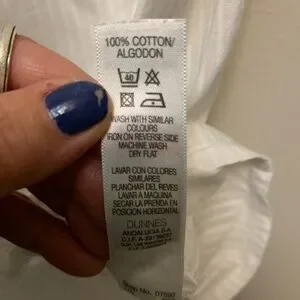 100% COTTON/
ALGODON
40
WASH WITH SIMILAR
COLOURS
IRON ON REVERSE SIDE
MACHINE WASH
DRY FLAT
LAVAR CON COLORES
SIMILARES
PLANCHAR DEL REVES
LAVAR A MAQUINA
SECAR LA PRENDA EN
POSICION HORIZONTAL
DUNNES
ANDALUCIA S.A.
C.I.F.